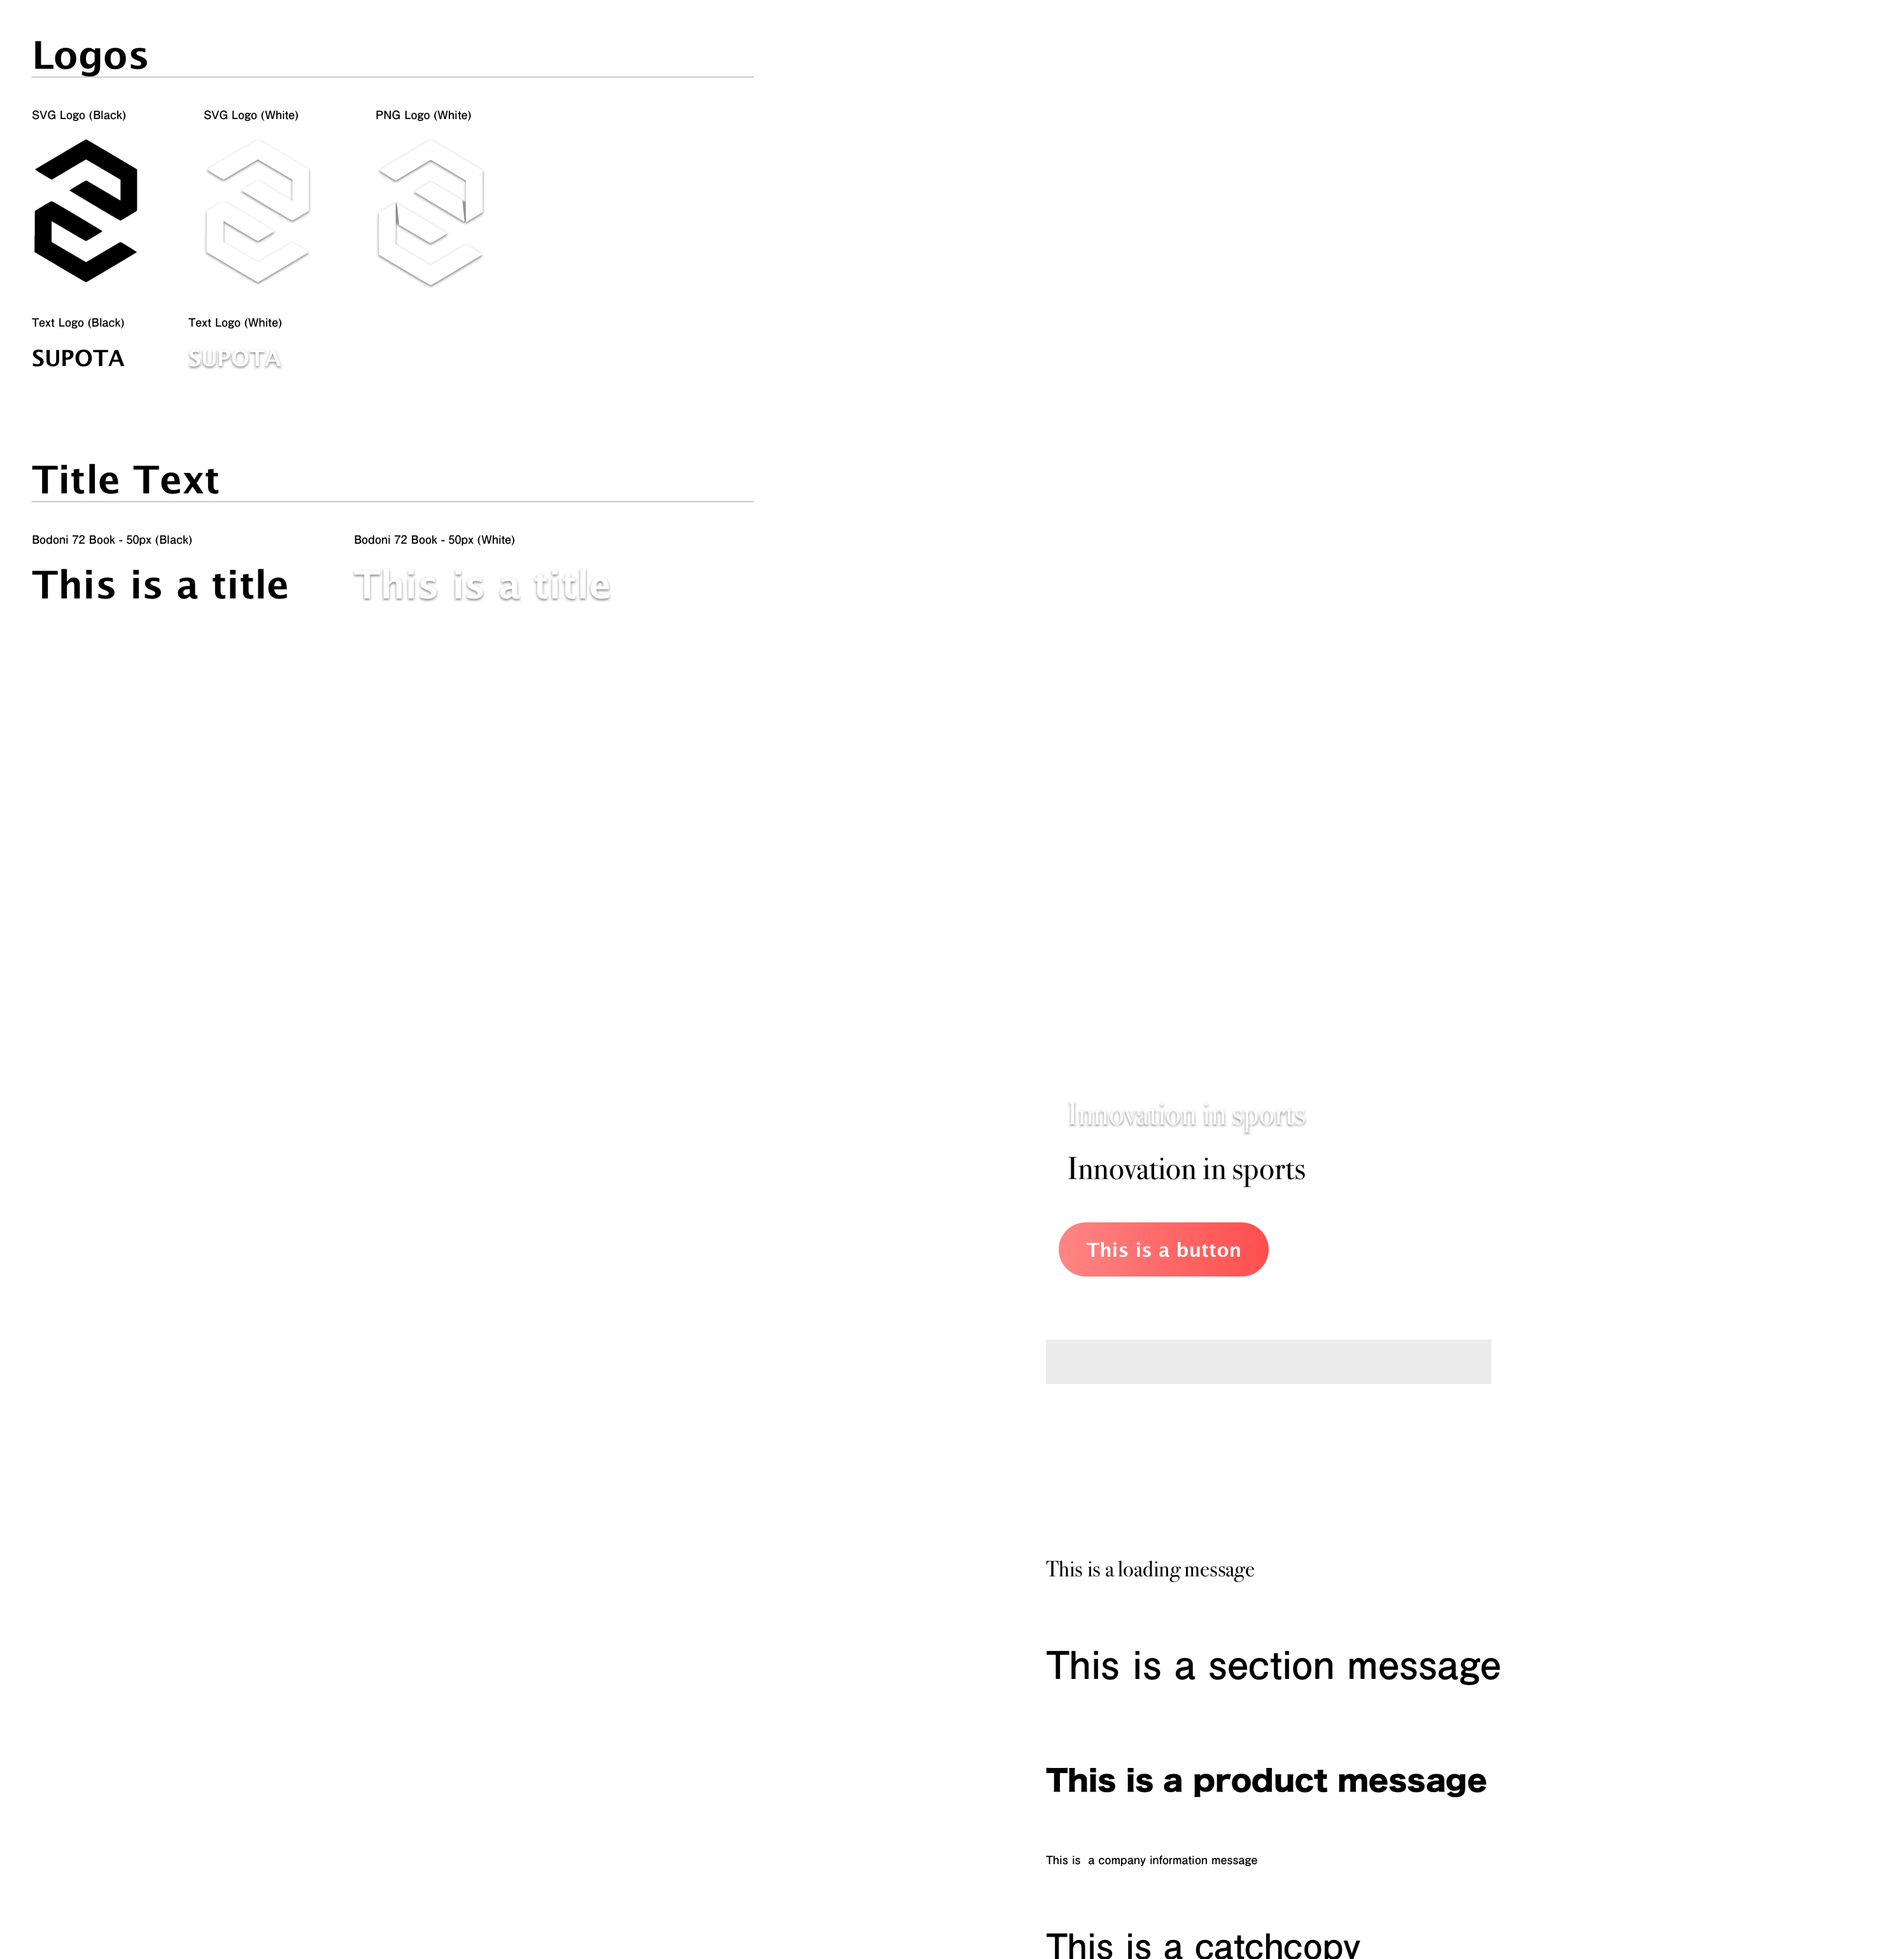 Logos
SVG Logo (Black) SVG Logo (White) PNG Logo (White)
Text Logo (Black) Text Logo (White)
SUPOTA SUPOTA
Title Text
Bodoni 72 Book - 50px (Black) Bodoni 72 Book - 50px (White)
This is a title This is a title
Innovation in sports
Innovation in sports
This is a button
This is a loading message
This is a section message
This is a product message
This is  a company information message
This is a catchcopy